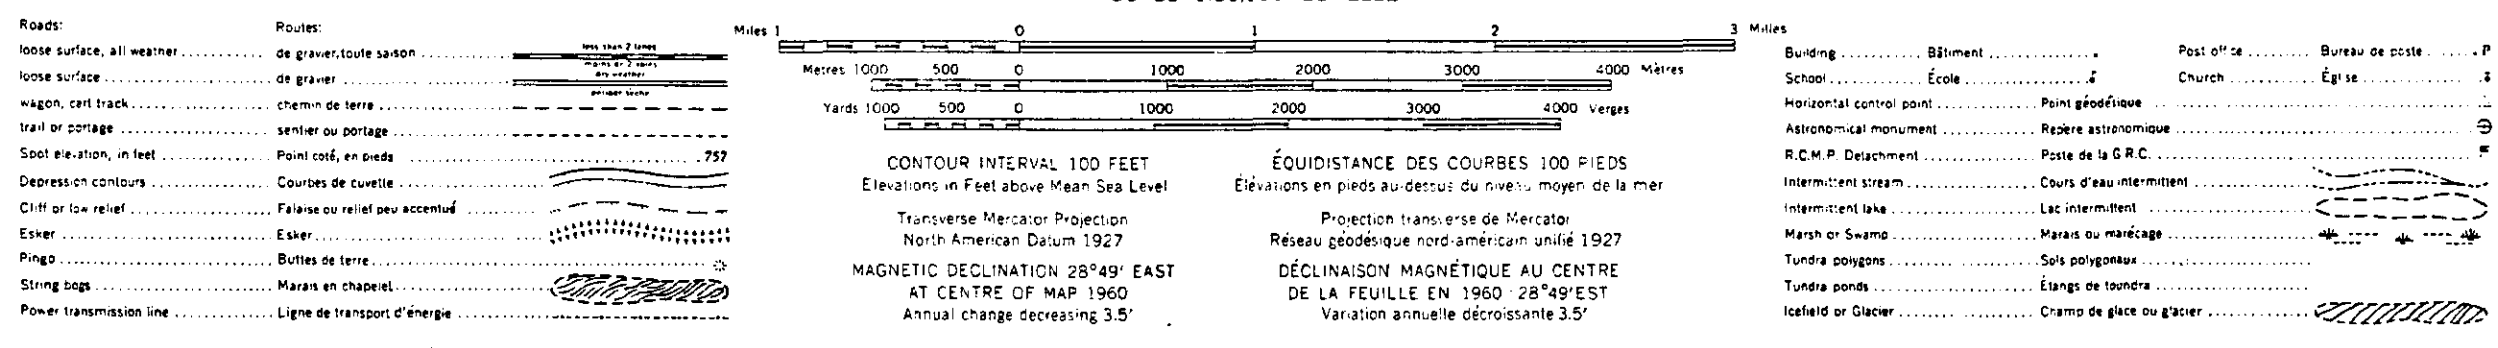 Roads: Routes:
loose surface, all weather de gravier, toute saison less than 2 lanes
moins de 2 voies
loose surface de gravier dry weather
période sèche
wagon, cart track chemin de terre
trail or portage sentier ou portage
Spot elevation, in feet Point coté, en pieds .757
Depression contours Courbes de cuvette
Cliff or low relief Falaise ou relief peu accentué
Esker Esker
Pingo Buttes de terre
String bogs Marais en chapelet
Power transmission line Ligne de transport d'énergie
Miles 1 0 1 2 3 Milles
Metres 1000 500 0 1000 2000 3000 4000 Mètres
Yards 1000 500 0 1000 2000 3000 4000 Verges
CONTOUR INTERVAL 100 FEET
Elevations in Feet above Mean Sea Level
Transverse Mercator Projection
North American Datum 1927
MAGNETIC DECLINATION 28°49' EAST
AT CENTRE OF MAP 1960
Annual change decreasing 3.5'
ÉQUIDISTANCE DES COURBES 100 PIEDS
Élévations en pieds au-dessus du niveau moyen de la mer
Projection transverse de Mercator
Réseau géodésique nord-américain unifié 1927
DÉCLINAISON MAGNÉTIQUE AU CENTRE
DE LA FEUILLE EN 1960 28°49' EST
Variation annuelle décroissante 3.5'
Building Bâtiment Post office Bureau de poste P
School École Church Église
Horizontal control point Point géodésique
Astronomical monument Repère astronomique
R.C.M.P. Detachment Poste de la G.R.C.
Intermittent stream Cours d'eau intermittent
Intermittent lake Lac intermittent
Marsh or Swamp Marais ou marécage
Tundra polygons Sols polygonaux
Tundra ponds Étangs de toundra
Icefield or Glacier Champ de glace ou glacier